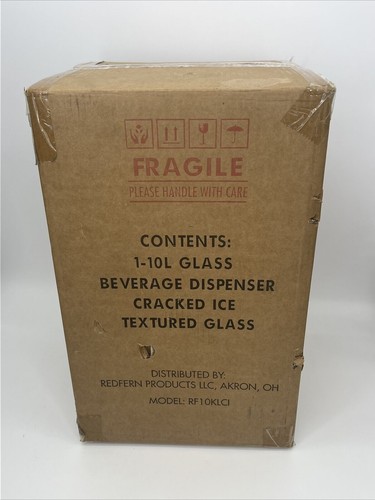 FRAGILE
PLEASE HANDLE WITH CARE
CONTENTS:
1-10L GLASS
BEVERAGE DISPENSER
CRACKED ICE
TEXTURED GLASS
DISTRIBUTED BY:
REDFERN PRODUCTS LLC, AKRON, OH
MODEL: RF10KLCI